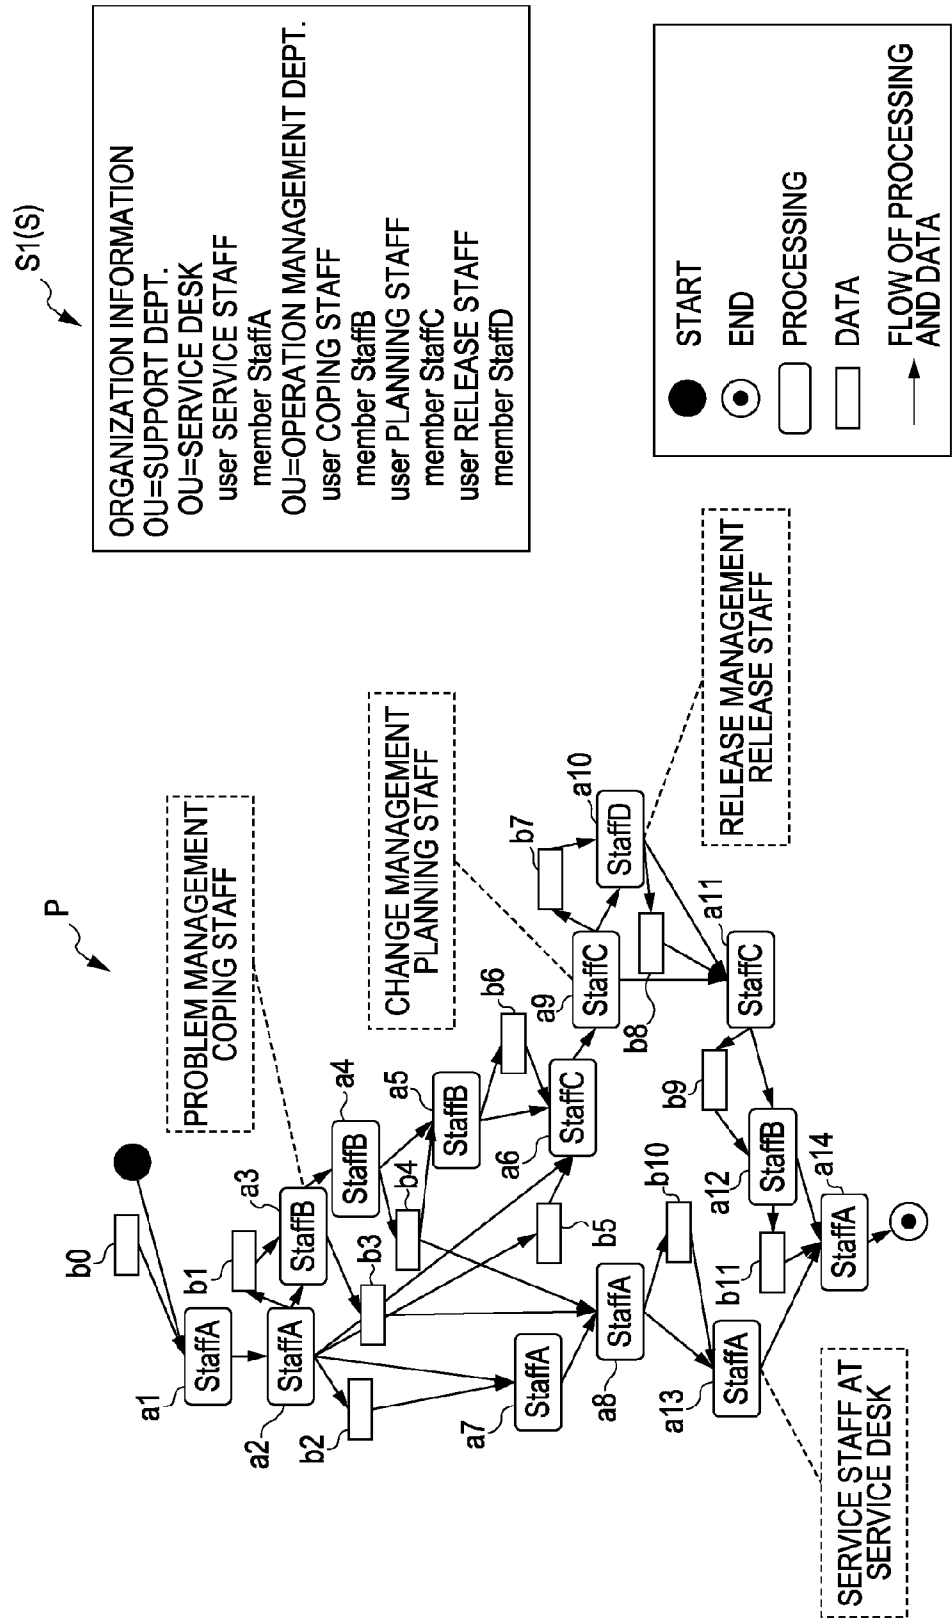 P
S1(S)
b0
a1
StaffA
a2
StaffA
b1
a3
StaffB
PROBLEM MANAGEMENT
COPING STAFF
a4
StaffB
b2
b3
b4
a5
StaffB
b6
CHANGE MANAGEMENT
PLANNING STAFF
a7
StaffA
b5
a6
StaffC
a9
StaffC
b7
a10
StaffD
a8
StaffA
b8
b10
b9
a11
StaffC
RELEASE MANAGEMENT
RELEASE STAFF
a13
StaffA
a12
StaffB
b11
a14
StaffA
SERVICE STAFF AT
SERVICE DESK
ORGANIZATION INFORMATION
OU=SUPPORT DEPT.
OU=SERVICE DESK
user SERVICE STAFF
member StaffA
OU=OPERATION MANAGEMENT DEPT.
user COPING STAFF
member StaffB
user PLANNING STAFF
member StaffC
user RELEASE STAFF
member StaffD
START
END
PROCESSING
DATA
FLOW OF PROCESSING
AND DATA